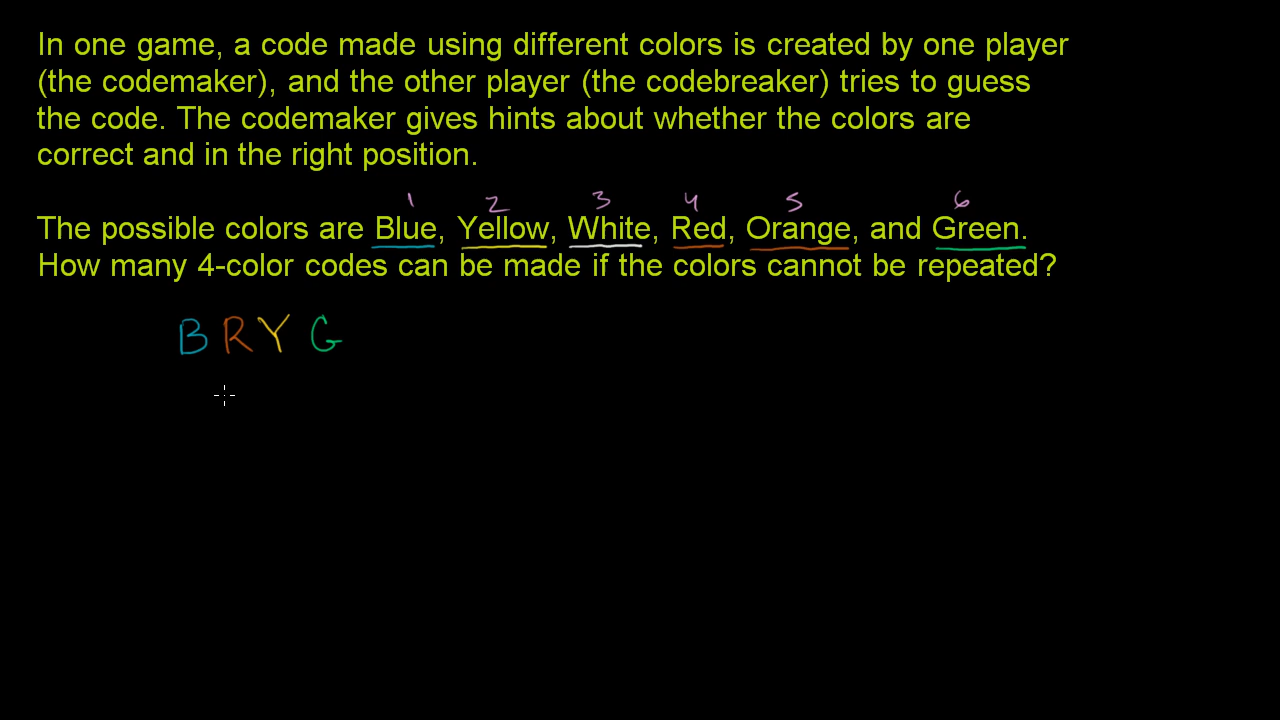 In one game, a code made using different colors is created by one player
(the codemaker), and the other player (the codebreaker) tries to guess
the code. The codemaker gives hints about whether the colors are
correct and in the right position.
1 2 3 4 5 6
The possible colors are Blue, Yellow, White, Red, Orange, and Green.
How many 4-color codes can be made if the colors cannot be repeated?
B R Y G